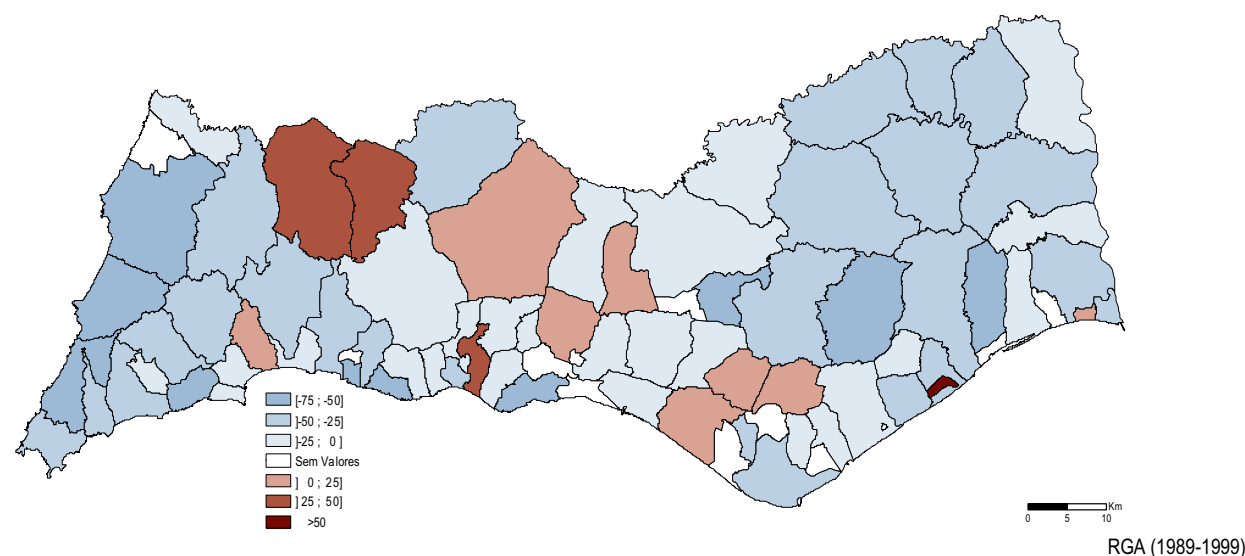 [-75 ; -50]
]-50 ; -25]
]-25 ; 0 ]
Sem Valores
] 0 ; 25]
] 25 ; 50]
>50
Km
0 5 10
RGA (1989-1999)